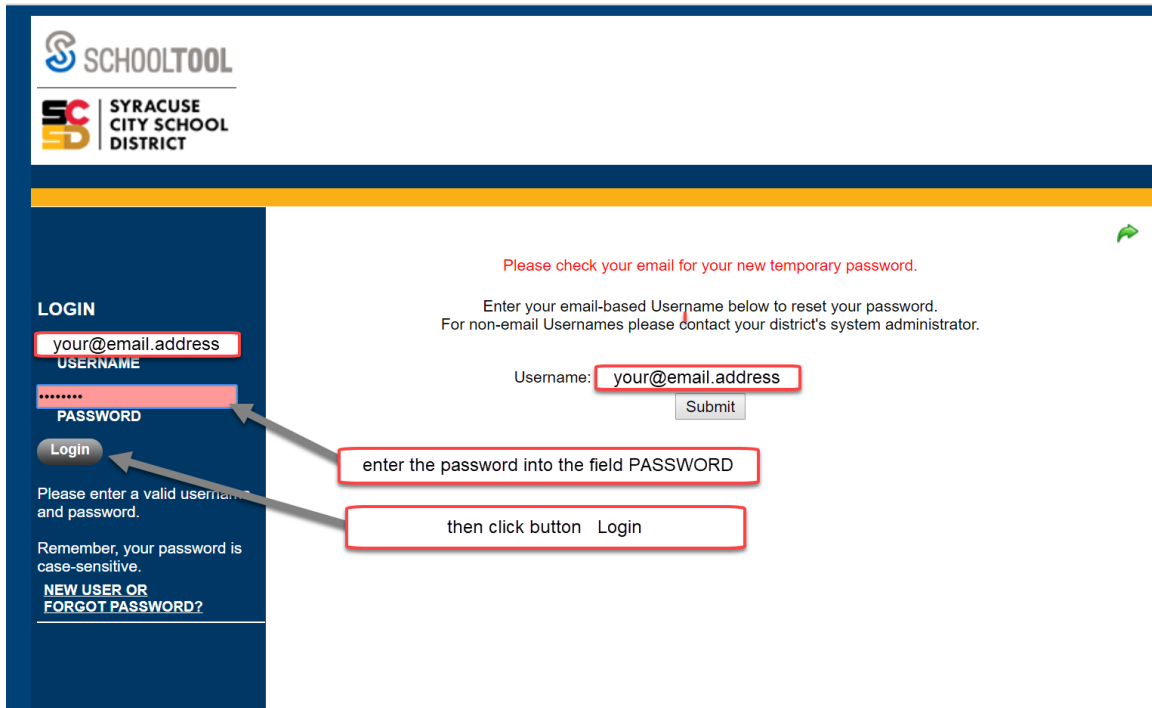 SCHOOLTOOL
SC
SD
SYRACUSE
CITY SCHOOL
DISTRICT
Please check your email for your new temporary password.
Enter your email-based Username below to reset your password.
For non-email Usernames please contact your district's system administrator.
Username: your@email.address
Submit
LOGIN
your@email.address
USERNAME
••••••••
PASSWORD
Login
Please enter a valid username
and password.
Remember, your password is
case-sensitive.
NEW USER OR
FORGOT PASSWORD?
enter the password into the field PASSWORD
then click button Login